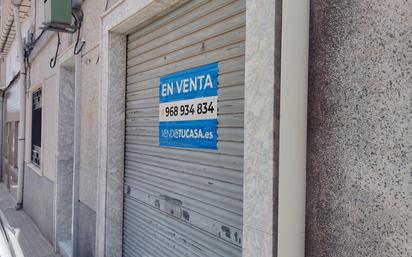 EN VENTA
968 934 834
VENDETUCASA.es